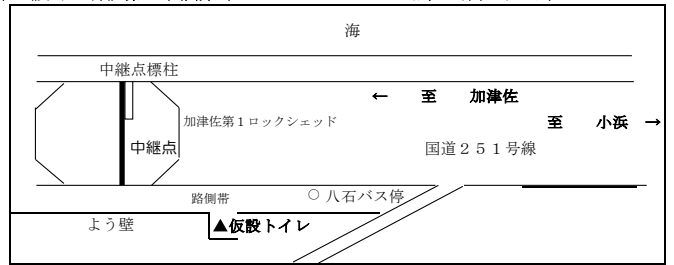 海
中継点標柱
← 至 加津佐
加津佐第1ロックシェッド
至 小浜 →
中継点
国道251号線
路側帯
○八石バス停
よう壁
▲仮設トイレ